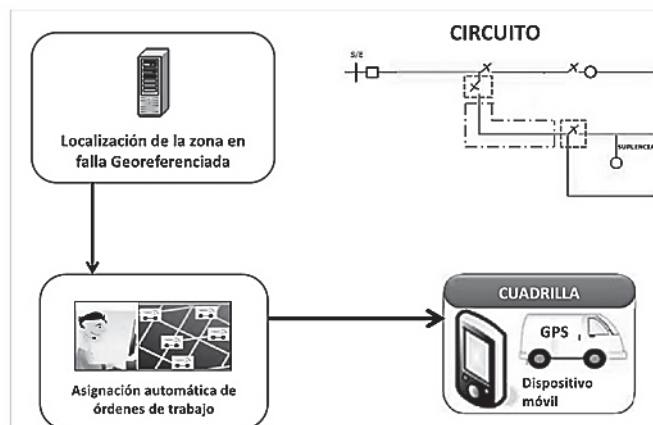 CIRCUITO
S/E
SUPLENCIA
Localización de la zona en
falla Georeferenciada
Asignación automática de
órdenes de trabajo
CUADRILLA
GPS
Dispositivo
móvil